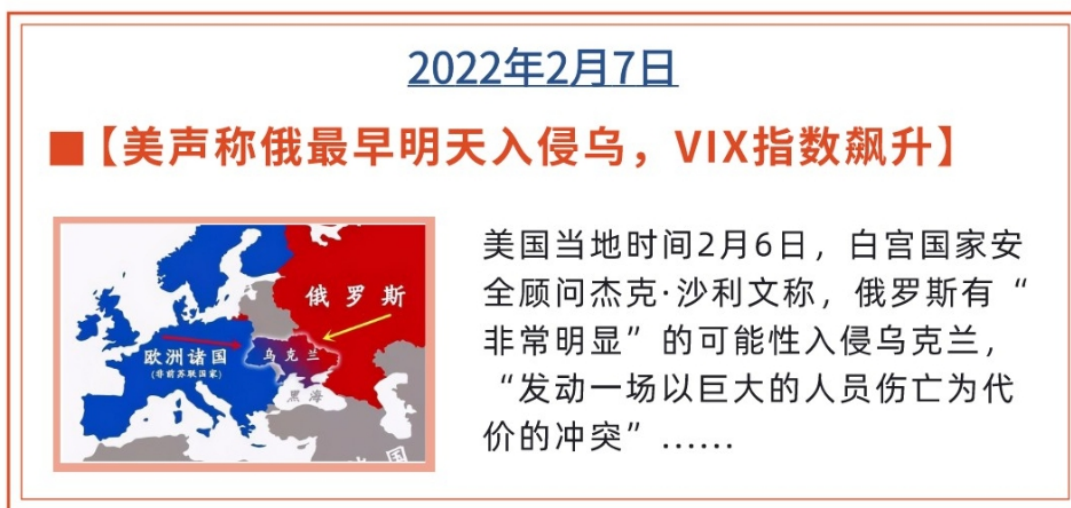 2022年2月7日
■【美声称俄最早明天入侵乌，VIX指数飙升】
美国当地时间2月6日，白宫国家安
全顾问杰克·沙利文称，俄罗斯有“
非常明显”的可能性入侵乌克兰，
“发动一场以巨大的人员伤亡为代
价的冲突”......
俄罗斯
欧洲诸国
(非前苏联国家)
乌克兰
黑海
国